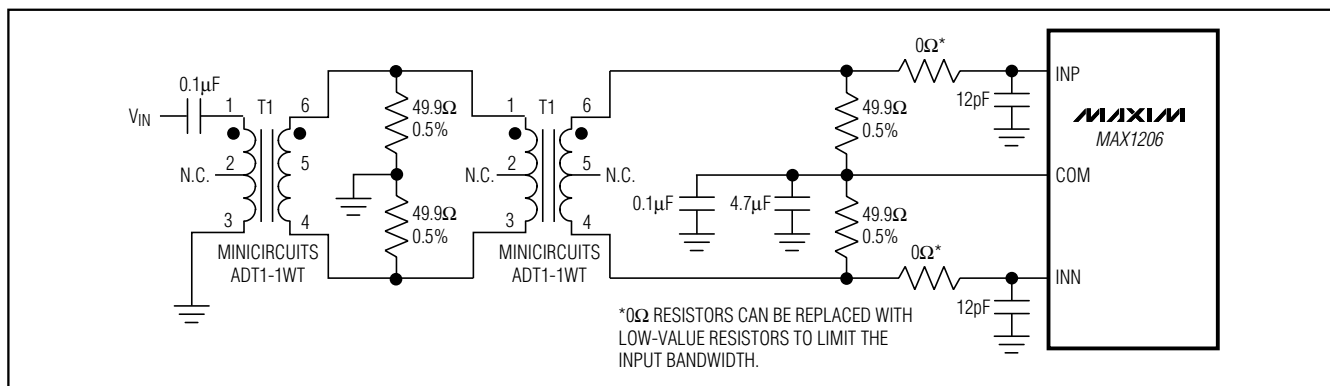 VIN
0.1μF
1
T1
6
2
5
N.C.
3
4
MINICIRCUITS
ADT1-1WT
49.9Ω
0.5%
49.9Ω
0.5%
1
T1
6
N.C.
2
5
N.C.
3
4
MINICIRCUITS
ADT1-1WT
0.1μF
4.7μF
49.9Ω
0.5%
49.9Ω
0.5%
0Ω*
12pF
0Ω*
12pF
INP
COM
INN
MAXIM
MAX1206
*0Ω RESISTORS CAN BE REPLACED WITH
LOW-VALUE RESISTORS TO LIMIT THE
INPUT BANDWIDTH.